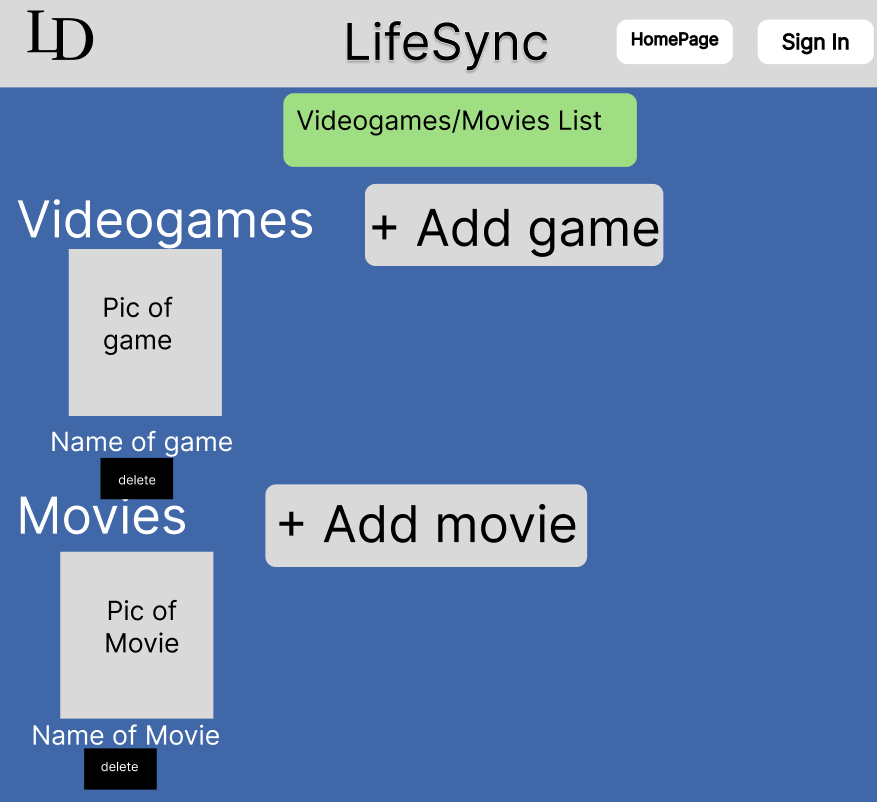 LD
LifeSync
HomePage
Sign In
Videogames/Movies List
Videogames
+ Add game
Pic of
game
Name of game
delete
Movies
+ Add movie
Pic of
Movie
Name of Movie
delete